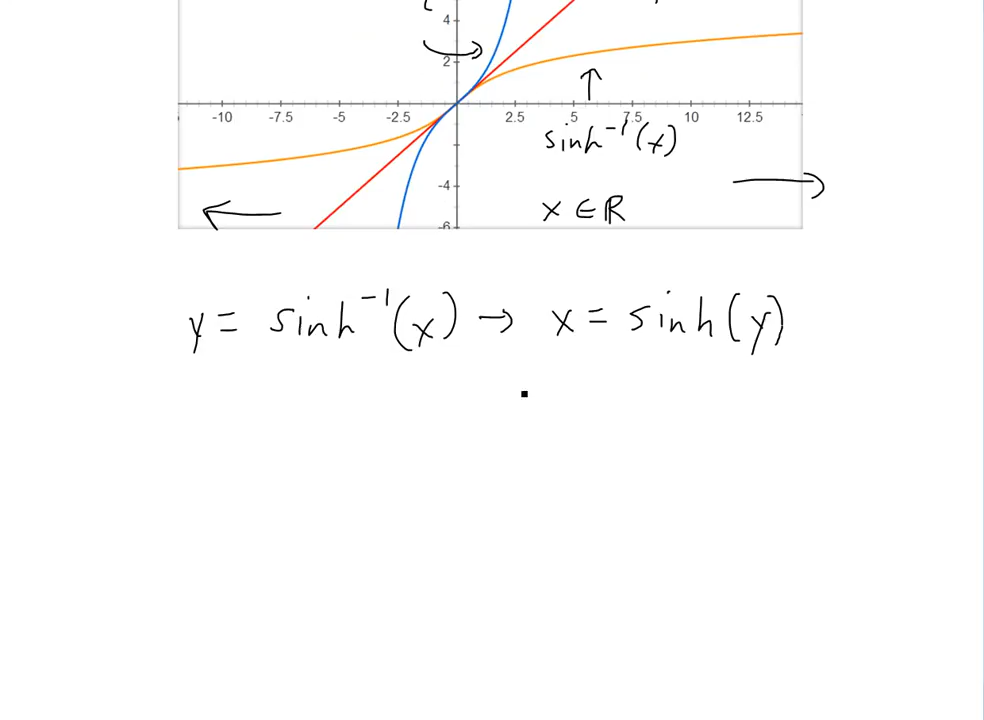 4
2
-10 -7.5 -5 -2.5 2.5 5 7.5 10 12.5
sinh⁻¹(x)
-4
x ∈ ℝ
-6
y = sinh⁻¹(x) → x = sinh(y)